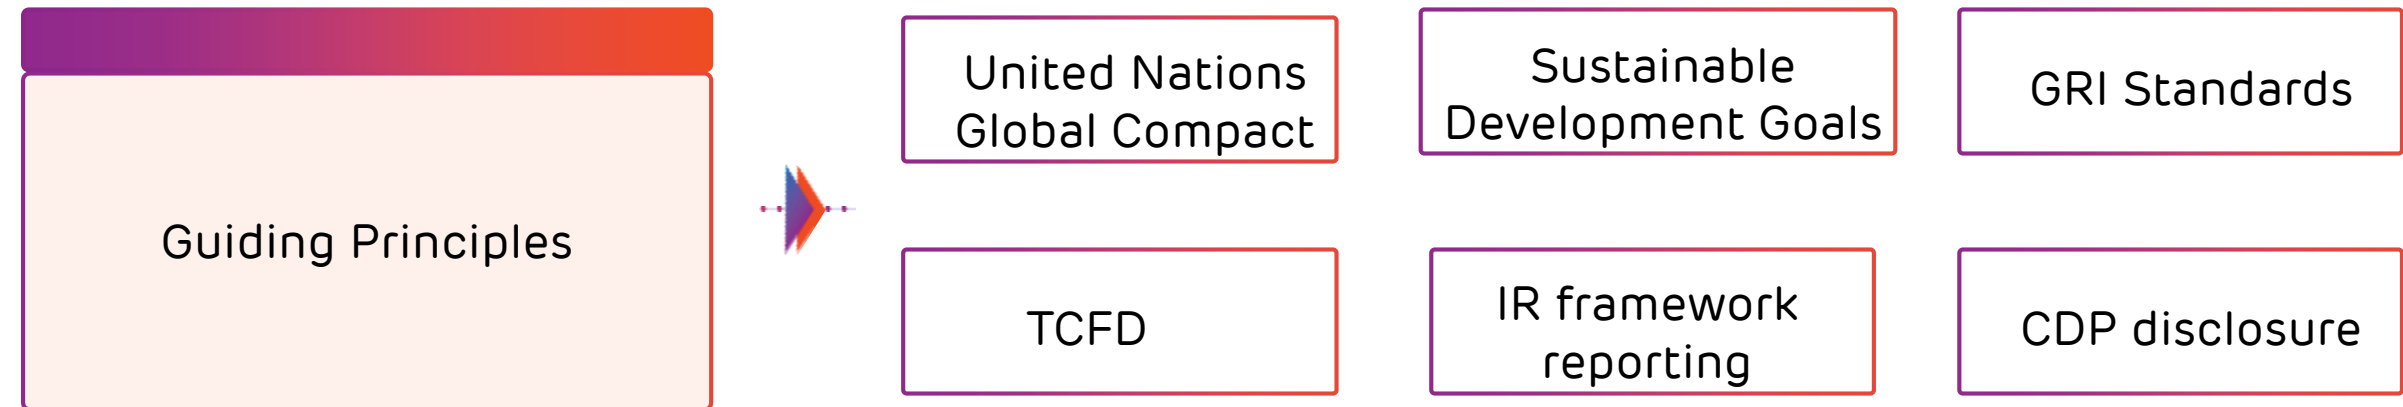 Guiding Principles
United Nations
Global Compact
Sustainable
Development Goals
GRI Standards
TCFD
IR framework
reporting
CDP disclosure